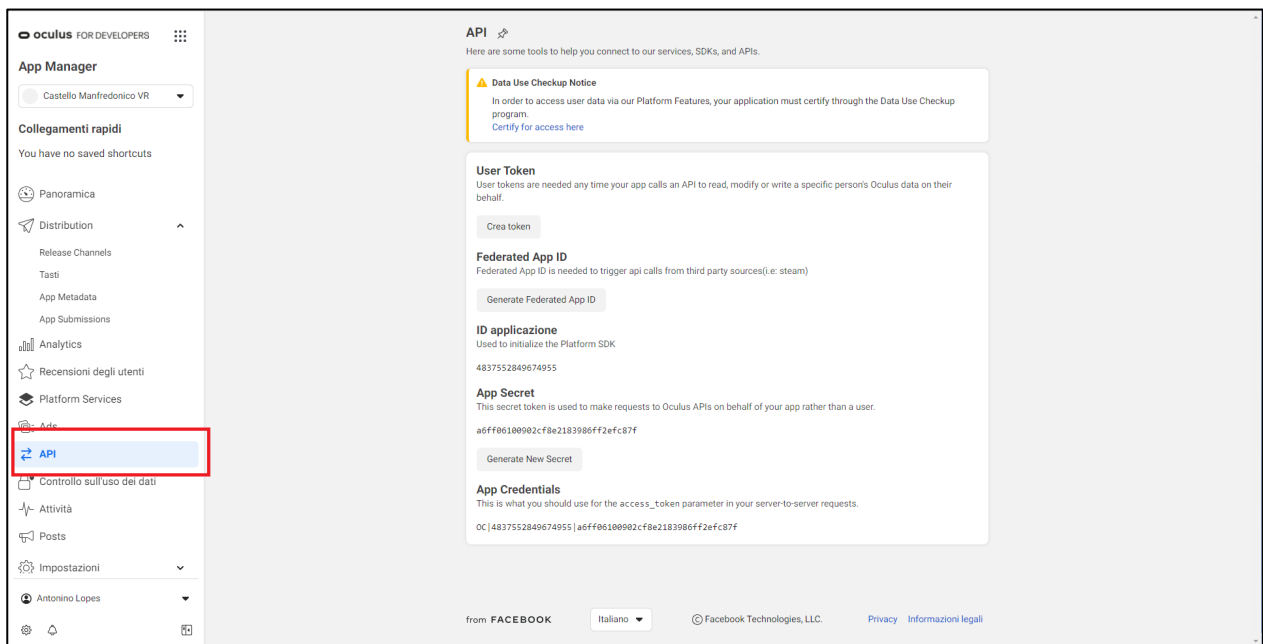 oculus FOR DEVELOPERS
App Manager
Castello Manfredonico VR
Collegamenti rapidi
You have no saved shortcuts
Panoramica
Distribution
Release Channels
Tasti
App Metadata
App Submissions
Analytics
Recensioni degli utenti
Platform Services
Ads
API
Controllo sull'uso dei dati
Attività
Posts
Impostazioni
Antonino Lopes
API
Here are some tools to help you connect to our services, SDKs, and APIs.
Data Use Checkup Notice
In order to access user data via our Platform Features, your application must certify through the Data Use Checkup
program.
Certify for access here
User Token
User tokens are needed any time your app calls an API to read, modify or write a specific person's Oculus data on their
behalf.
Crea token
Federated App ID
Federated App ID is needed to trigger api calls from third party sources(i.e: steam)
Generate Federated App ID
ID applicazione
Used to initialize the Platform SDK
4837552849674955
App Secret
This secret token is used to make requests to Oculus APIs on behalf of your app rather than a user.
a6ff06100902cf8e2183986ff2efc87f
Generate New Secret
App Credentials
This is what you should use for the access_token parameter in your server-to-server requests.
OC|4837552849674955|a6ff06100902cf8e2183986ff2efc87f
from FACEBOOK
Italiano
© Facebook Technologies, LLC.
Privacy
Informazioni legali